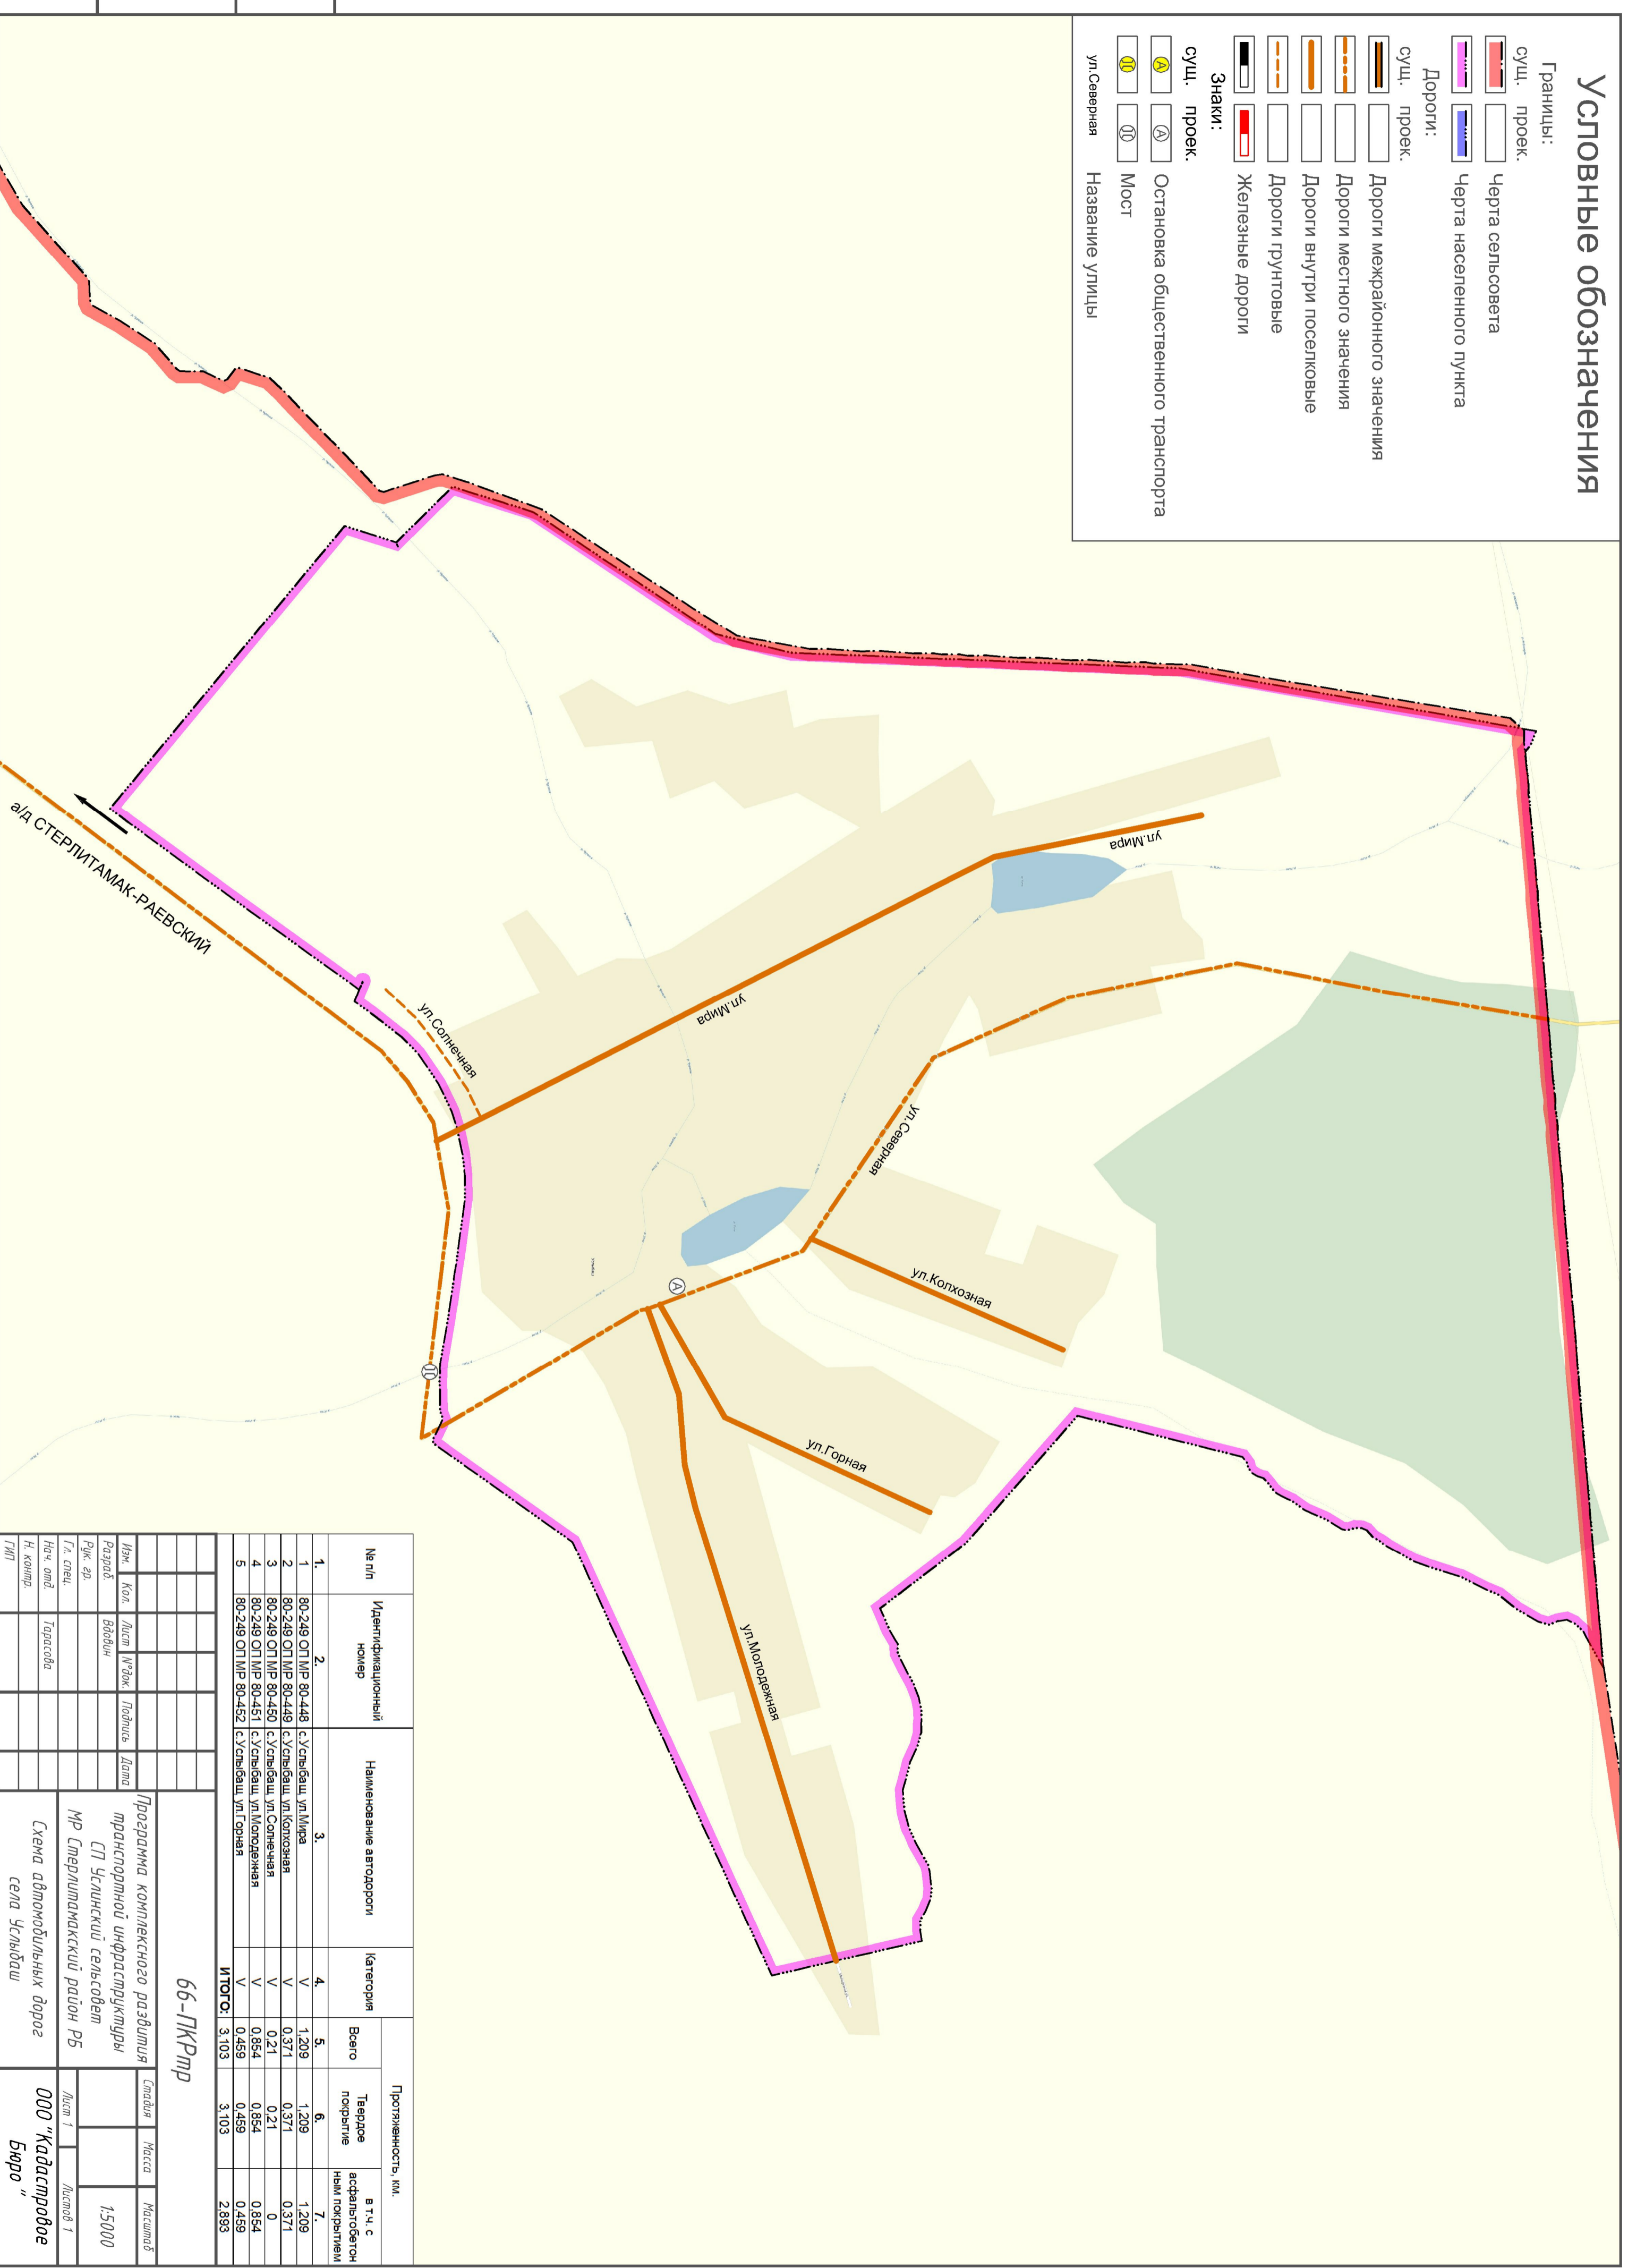 Условные обозначения
Границы:
сущ. проек.
Черта сельсовета
Черта населенного пункта
Дороги:
сущ. проек.
Дороги межрайонного значения
Дороги местного значения
Дороги внутри поселковые
Дороги грунтовые
Железные дороги
Знаки:
сущ. проек.
А А Остановка общественного транспорта
Мост
ул.Северная Название улицы
ул.Мира
ул.Мира
ул.Солнечная
ул.Северная
ул.Колхозная
А
ул.Горная
ул.Молодежная
а/д СТЕРЛИТАМАК-РАЕВСКИЙ
№ п/п Идентификационный номер Наименование автодороги Категория Протяженность, км.
Всего Твердое покрытие в т.ч. с асфальтобетон ным покрытием
1. 2. 3. 4. 5. 6. 7.
1 80-249 ОП МР 80-448 с.Услыбаш ул.Мира V 1,209 1,209 1,209
2 80-249 ОП МР 80-449 с.Услыбаш ул.Колхозная V 0,371 0,371 0,371
3 80-249 ОП МР 80-450 с.Услыбаш ул.Солнечная V 0,21 0,21 0
4 80-249 ОП МР 80-451 с.Услыбаш ул.Молодежная V 0,854 0,854 0,854
5 80-249 ОП МР 80-452 с.Услыбаш ул.Горная V 0,459 0,459 0,459
ИТОГО: 3,103 3,103 2,893
66-ПКРтр
Изм. Кол. Лист №док. Подпись Дата
Разраб. Вдовин
Рук. гр.
Гл. спец.
Нач. отд. Тарасова
Н. контр.
ГИП
Программа комплексного развития
транспортной инфраструктуры
СП Услинский сельсовет
МР Стерлитамакский район РБ
Стадия Масса Масштаб
1:5000
Лист 1 Листов 1
Схема автомобильных дорог
села Услыбаш
ООО "Кадастровое
Бюро"